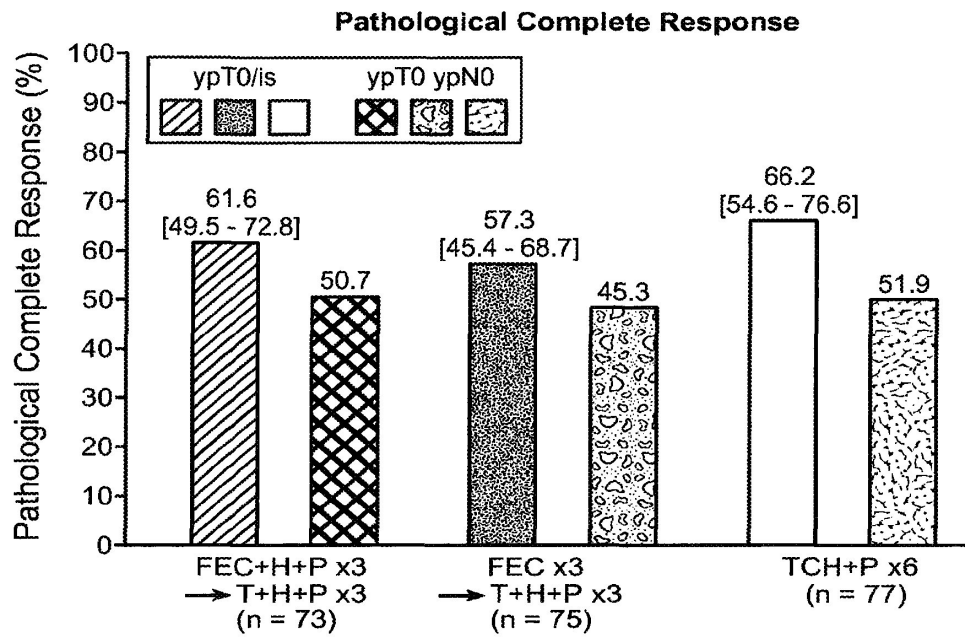 Pathological Complete Response
Pathological Complete Response (%)
100
90
80
70
60
50
40
30
20
10
0
ypT0/is
ypT0 ypN0
61.6
[49.5 - 72.8]
50.7
57.3
[45.4 - 68.7]
45.3
66.2
[54.6 - 76.6]
51.9
FEC+H+P x3
→ T+H+P x3
(n = 73)
FEC x3
→ T+H+P x3
(n = 75)
TCH+P x6
(n = 77)